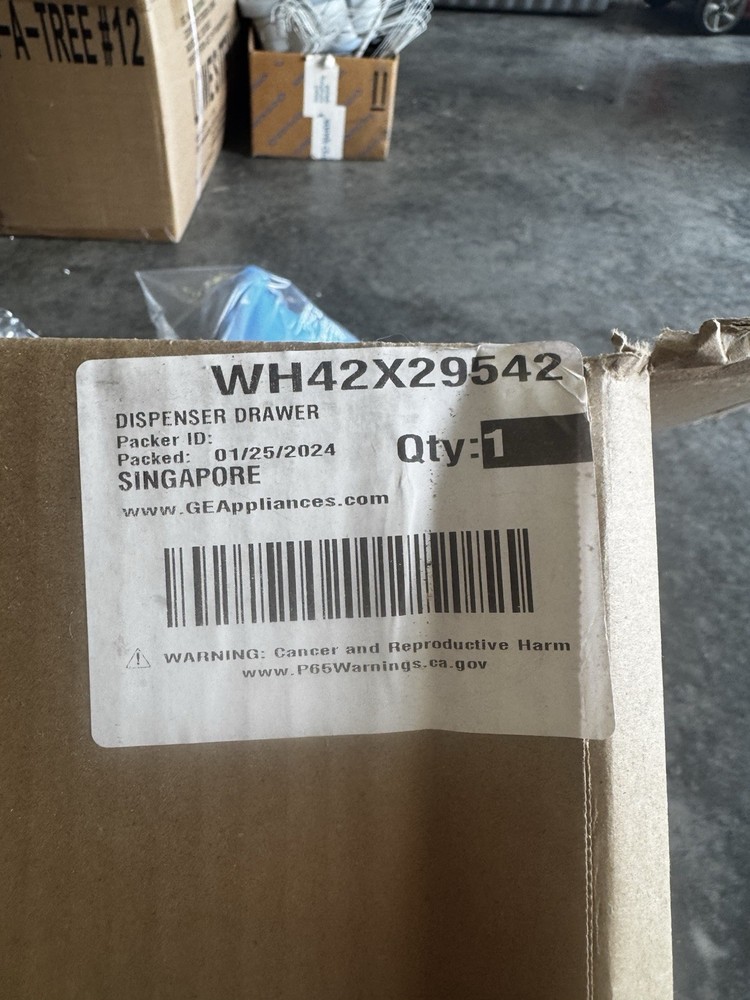 -A-TREE #12
WH42X29542
DISPENSER DRAWER
Packer ID:
Packed: 01/25/2024
Qty:1
SINGAPORE
www.GEAppliances.com
WARNING: Cancer and Reproductive Harm
www.P65Warnings.ca.gov